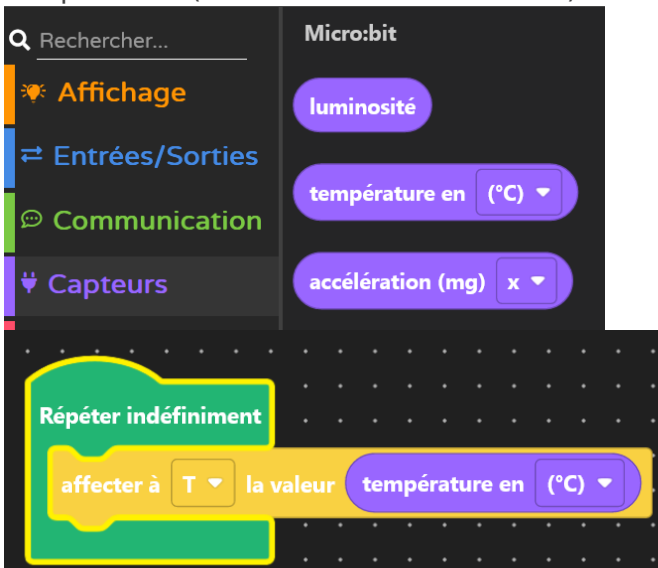 Rechercher...
Affichage
Entrées/Sorties
Communication
Capteurs
Micro:bit
luminosité
température en (°C)
accélération (mg) x
Répéter indéfiniment
affecter à T la valeur température en (°C)